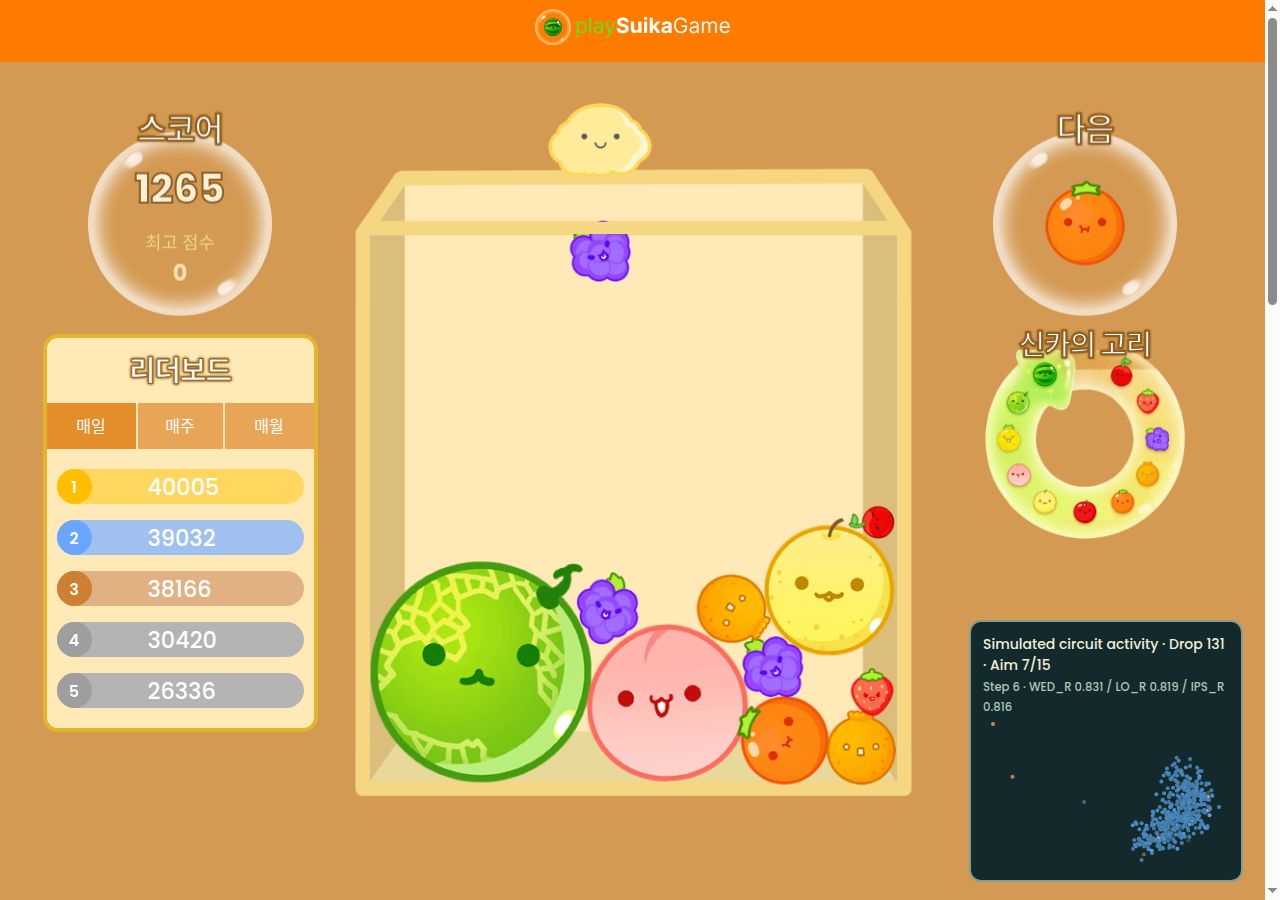 playSuikaGame
스코어
1265
최고 점수
0
다음
리더보드
매일
매주
매월
1
40005
2
39032
3
38166
4
30420
5
26336
신카의 고리
Simulated circuit activity · Drop 131
· Aim 7/15
Step 6 · WED_R 0.831 / LO_R 0.819 / IPS_R
0.816